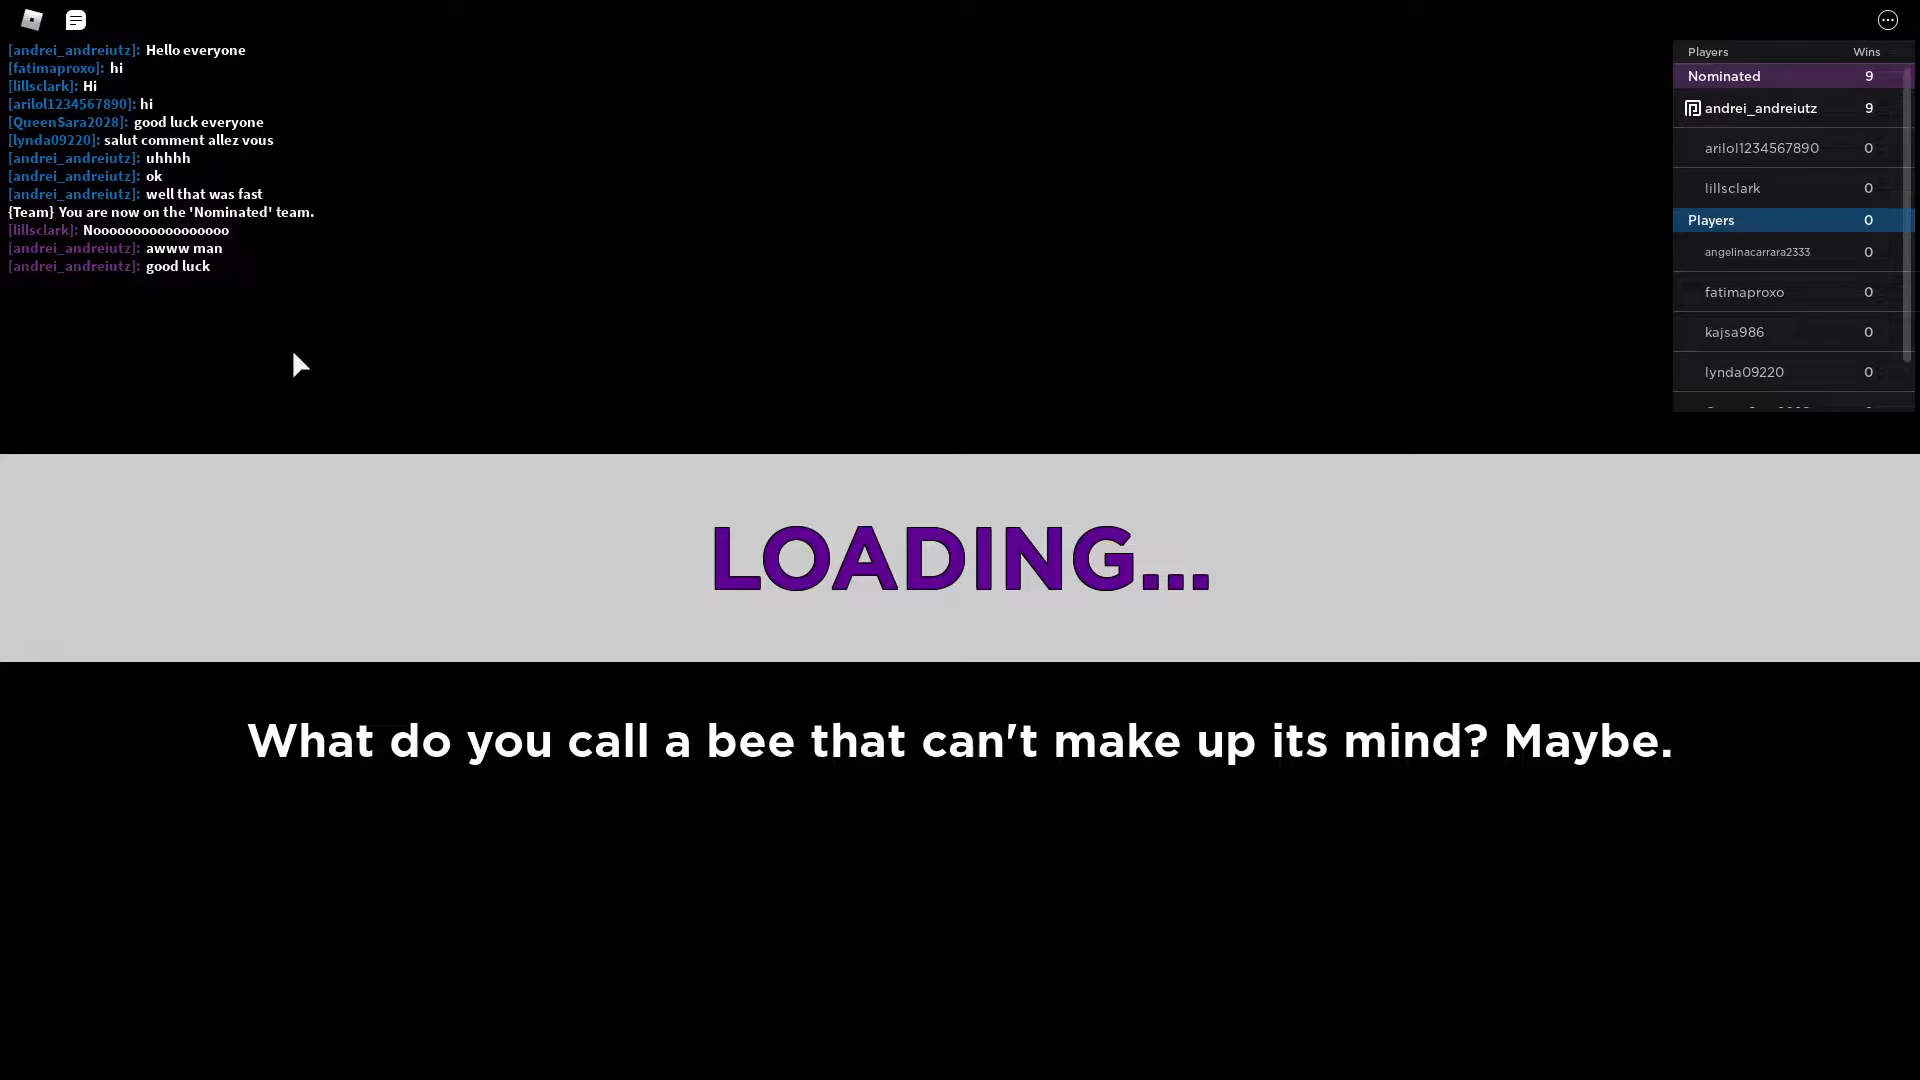 [andrei_andreiutz]: Hello everyone
[fatimaproxo]: hi
[lillsclark]: Hi
[arilol1234567890]: hi
[QueenSara2028]: good luck everyone
[lynda09220]: salut comment allez vous
[andrei_andreiutz]: uhhhh
[andrei_andreiutz]: ok
[andrei_andreiutz]: well that was fast
{Team} You are now on the 'Nominated' team.
[lillsclark]: Nooooooooooooooooo
[andrei_andreiutz]: awww man
[andrei_andreiutz]: good luck
Players Wins
Nominated 9
andrei_andreiutz 9
arilol1234567890 0
lillsclark 0
Players 0
angelinacarrara2333 0
fatimaproxo 0
kajsa986 0
lynda09220 0
LOADING...
What do you call a bee that can't make up its mind? Maybe.